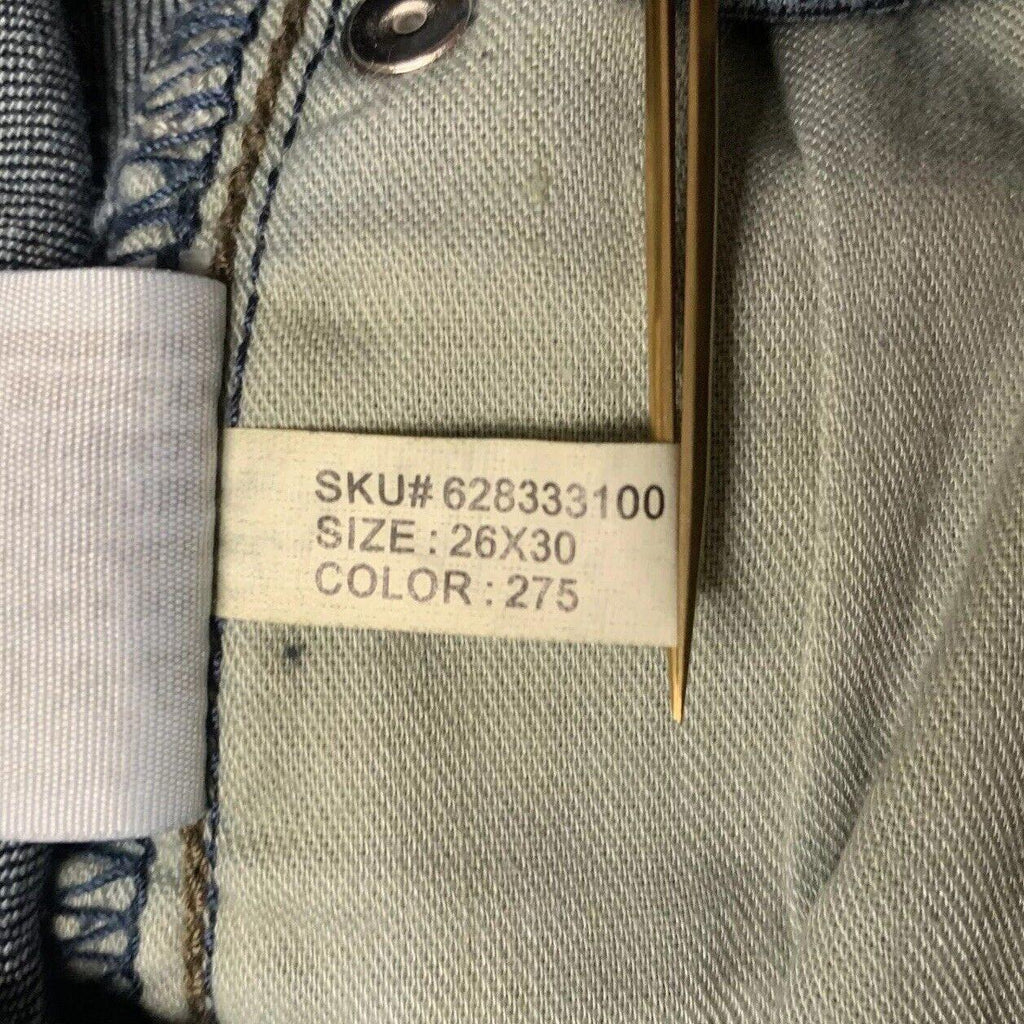 SKU# 628333100
SIZE : 26X30
COLOR : 275